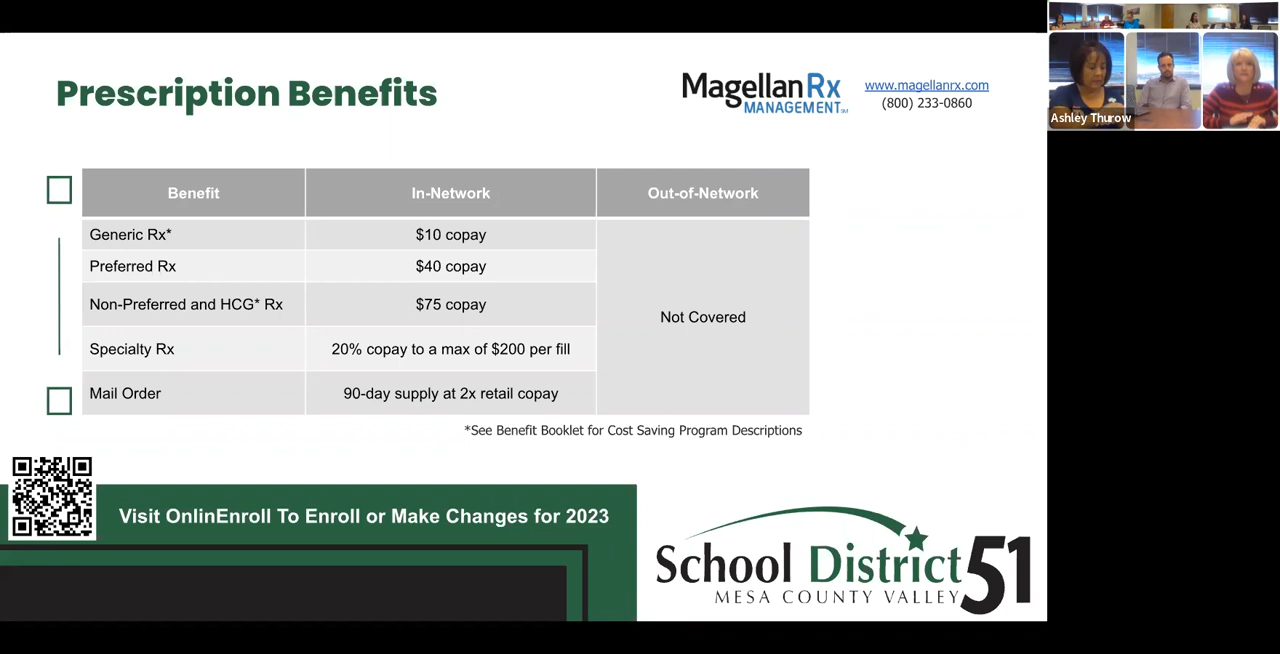 Prescription Benefits
MagellanRx
MANAGEMENT
www.magellanrx.com
(800) 233-0860
Ashley Thurow
Benefit In-Network Out-of-Network
Generic Rx* $10 copay
Preferred Rx $40 copay
Non-Preferred and HCG* Rx $75 copay
Not Covered
Specialty Rx 20% copay to a max of $200 per fill
Mail Order 90-day supply at 2x retail copay
*See Benefit Booklet for Cost Saving Program Descriptions
Visit OnlinEnroll To Enroll or Make Changes for 2023
School District 51
MESA COUNTY VALLEY